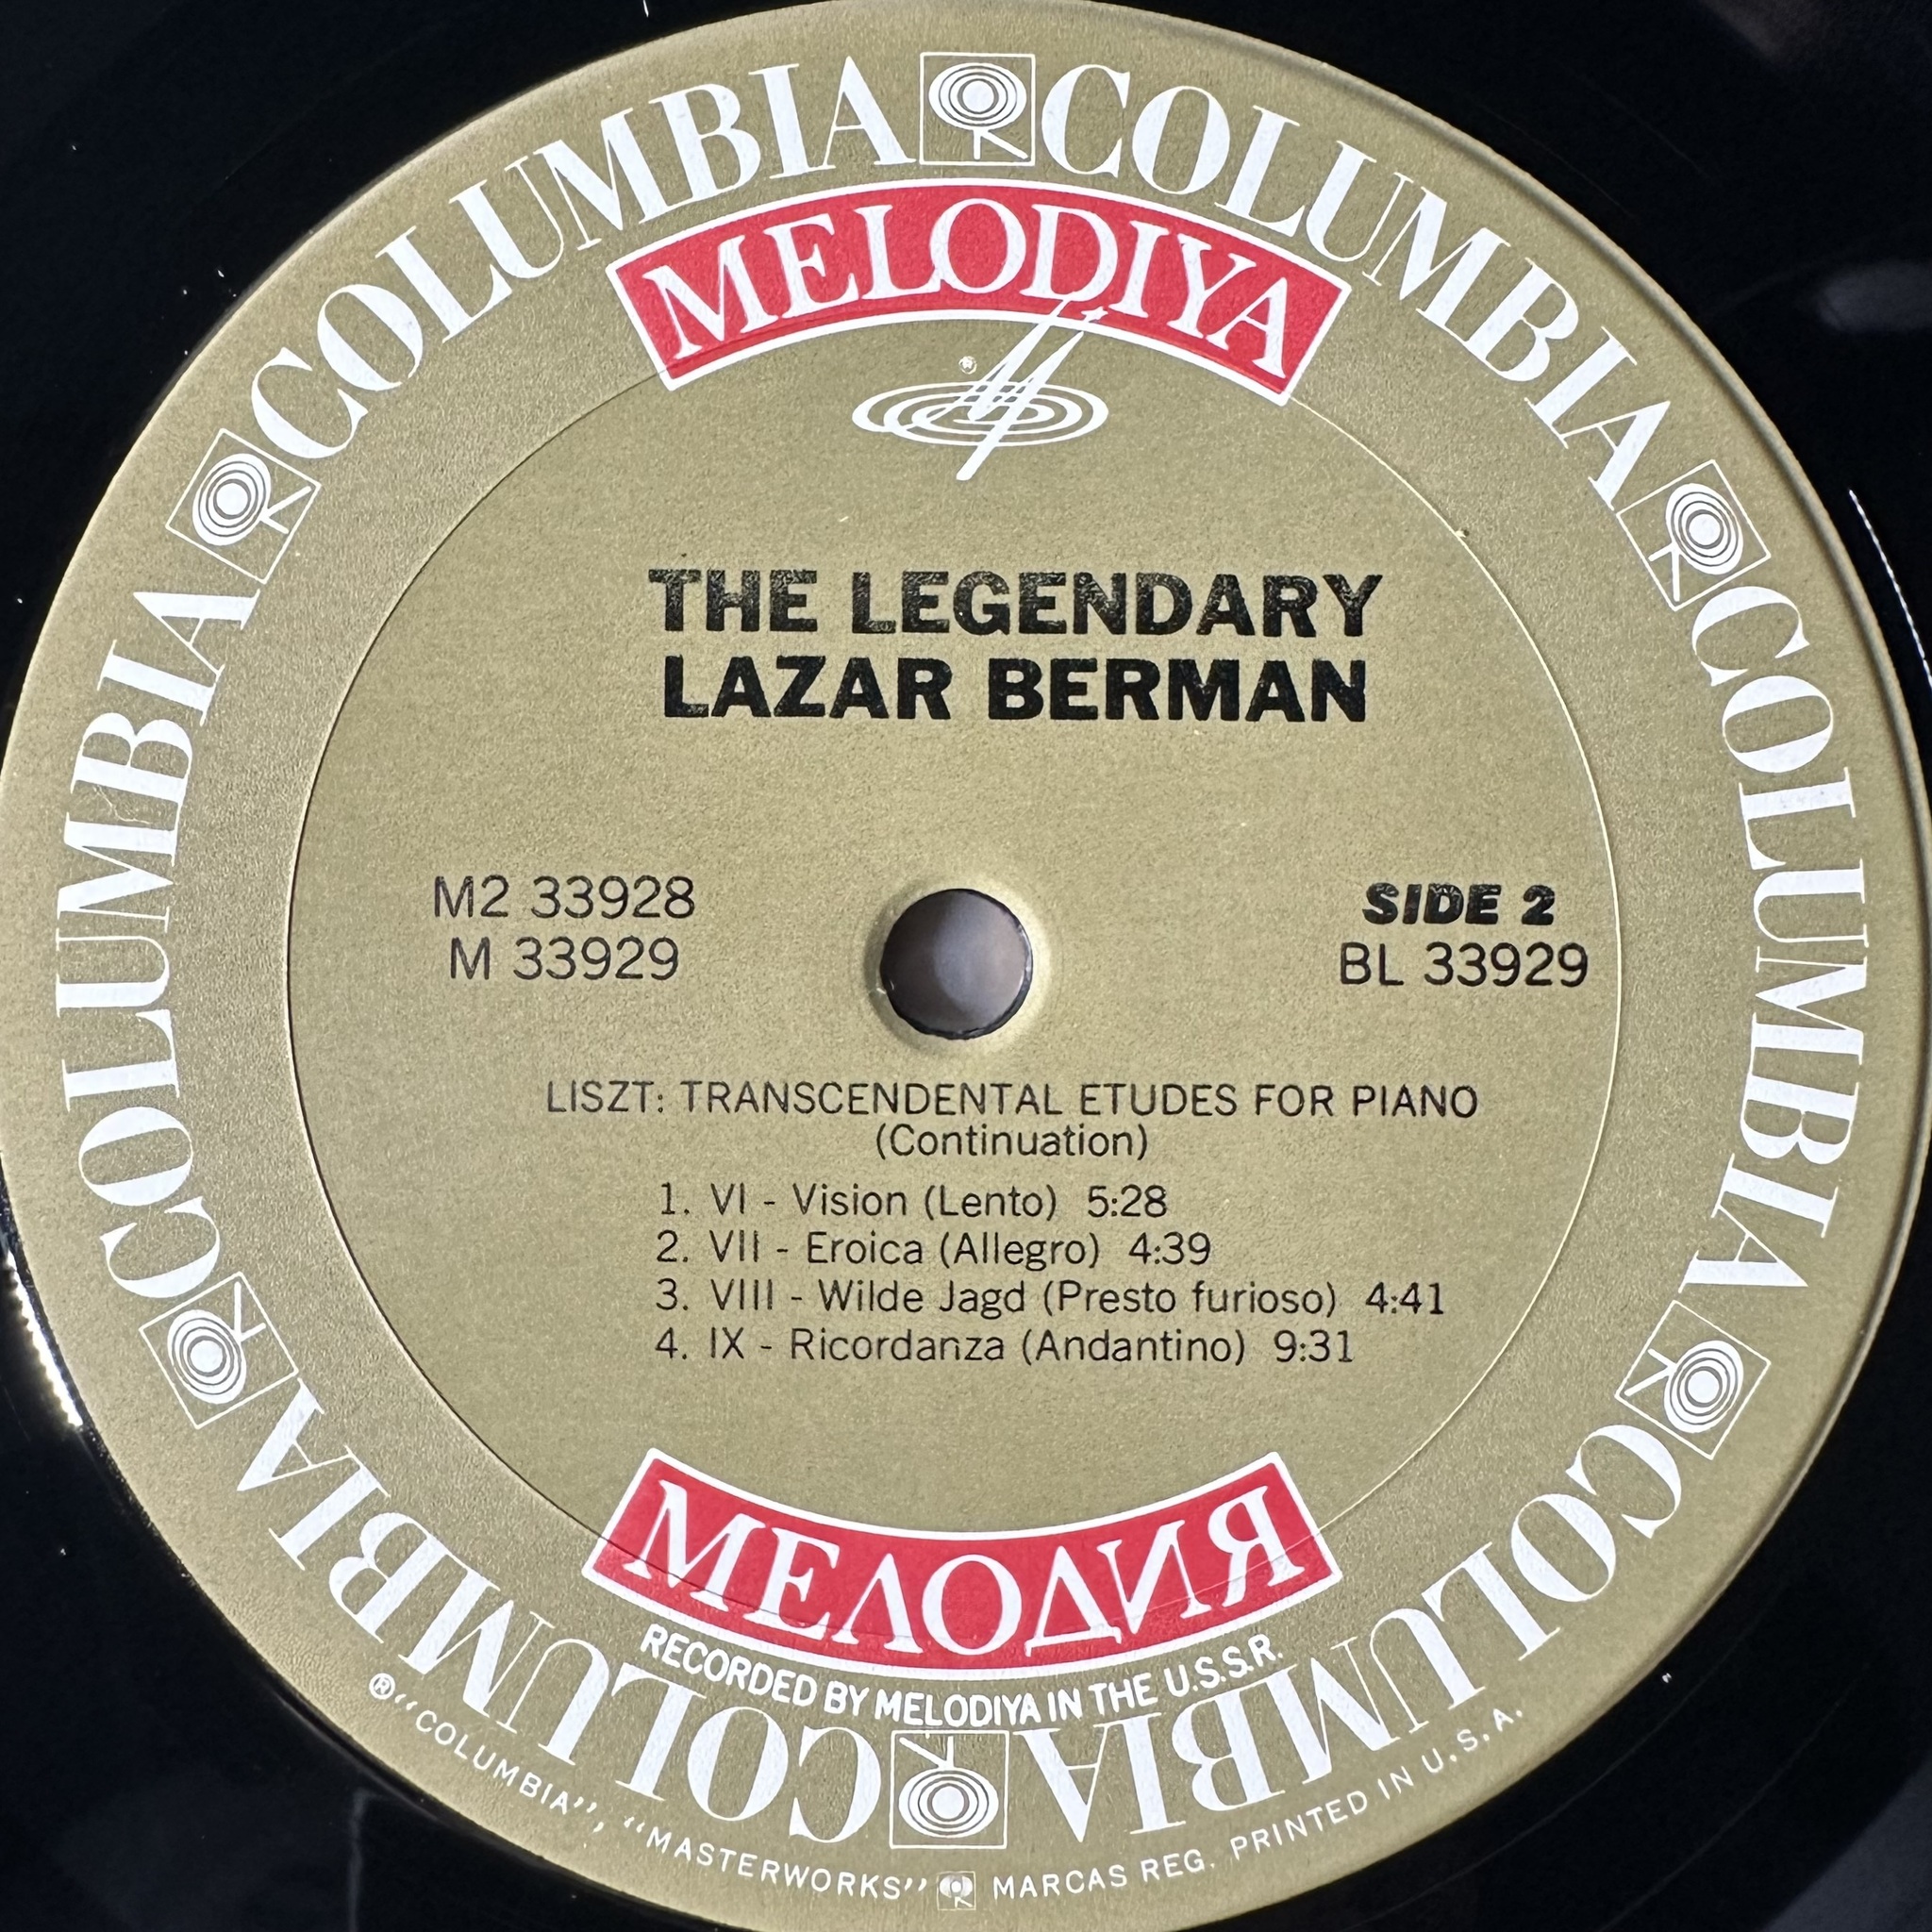 COLUMBIA COLUMBIA COLUMBIA COLUMBIA COLUMBIA COLUMBIA
MELODIYA
®
THE LEGENDARY
LAZAR BERMAN
M2 33928
M 33929
SIDE 2
BL 33929
LISZT: TRANSCENDENTAL ETUDES FOR PIANO
(Continuation)
1. VI - Vision (Lento) 5:28
2. VII - Eroica (Allegro) 4:39
3. VIII - Wilde Jagd (Presto furioso) 4:41
4. IX - Ricordanza (Andantino) 9:31
МЕЛОДИЯ
RECORDED BY MELODIYA IN THE U.S.S.R.
® "COLUMBIA", "MASTERWORKS" MARCAS REG. PRINTED IN U.S.A.